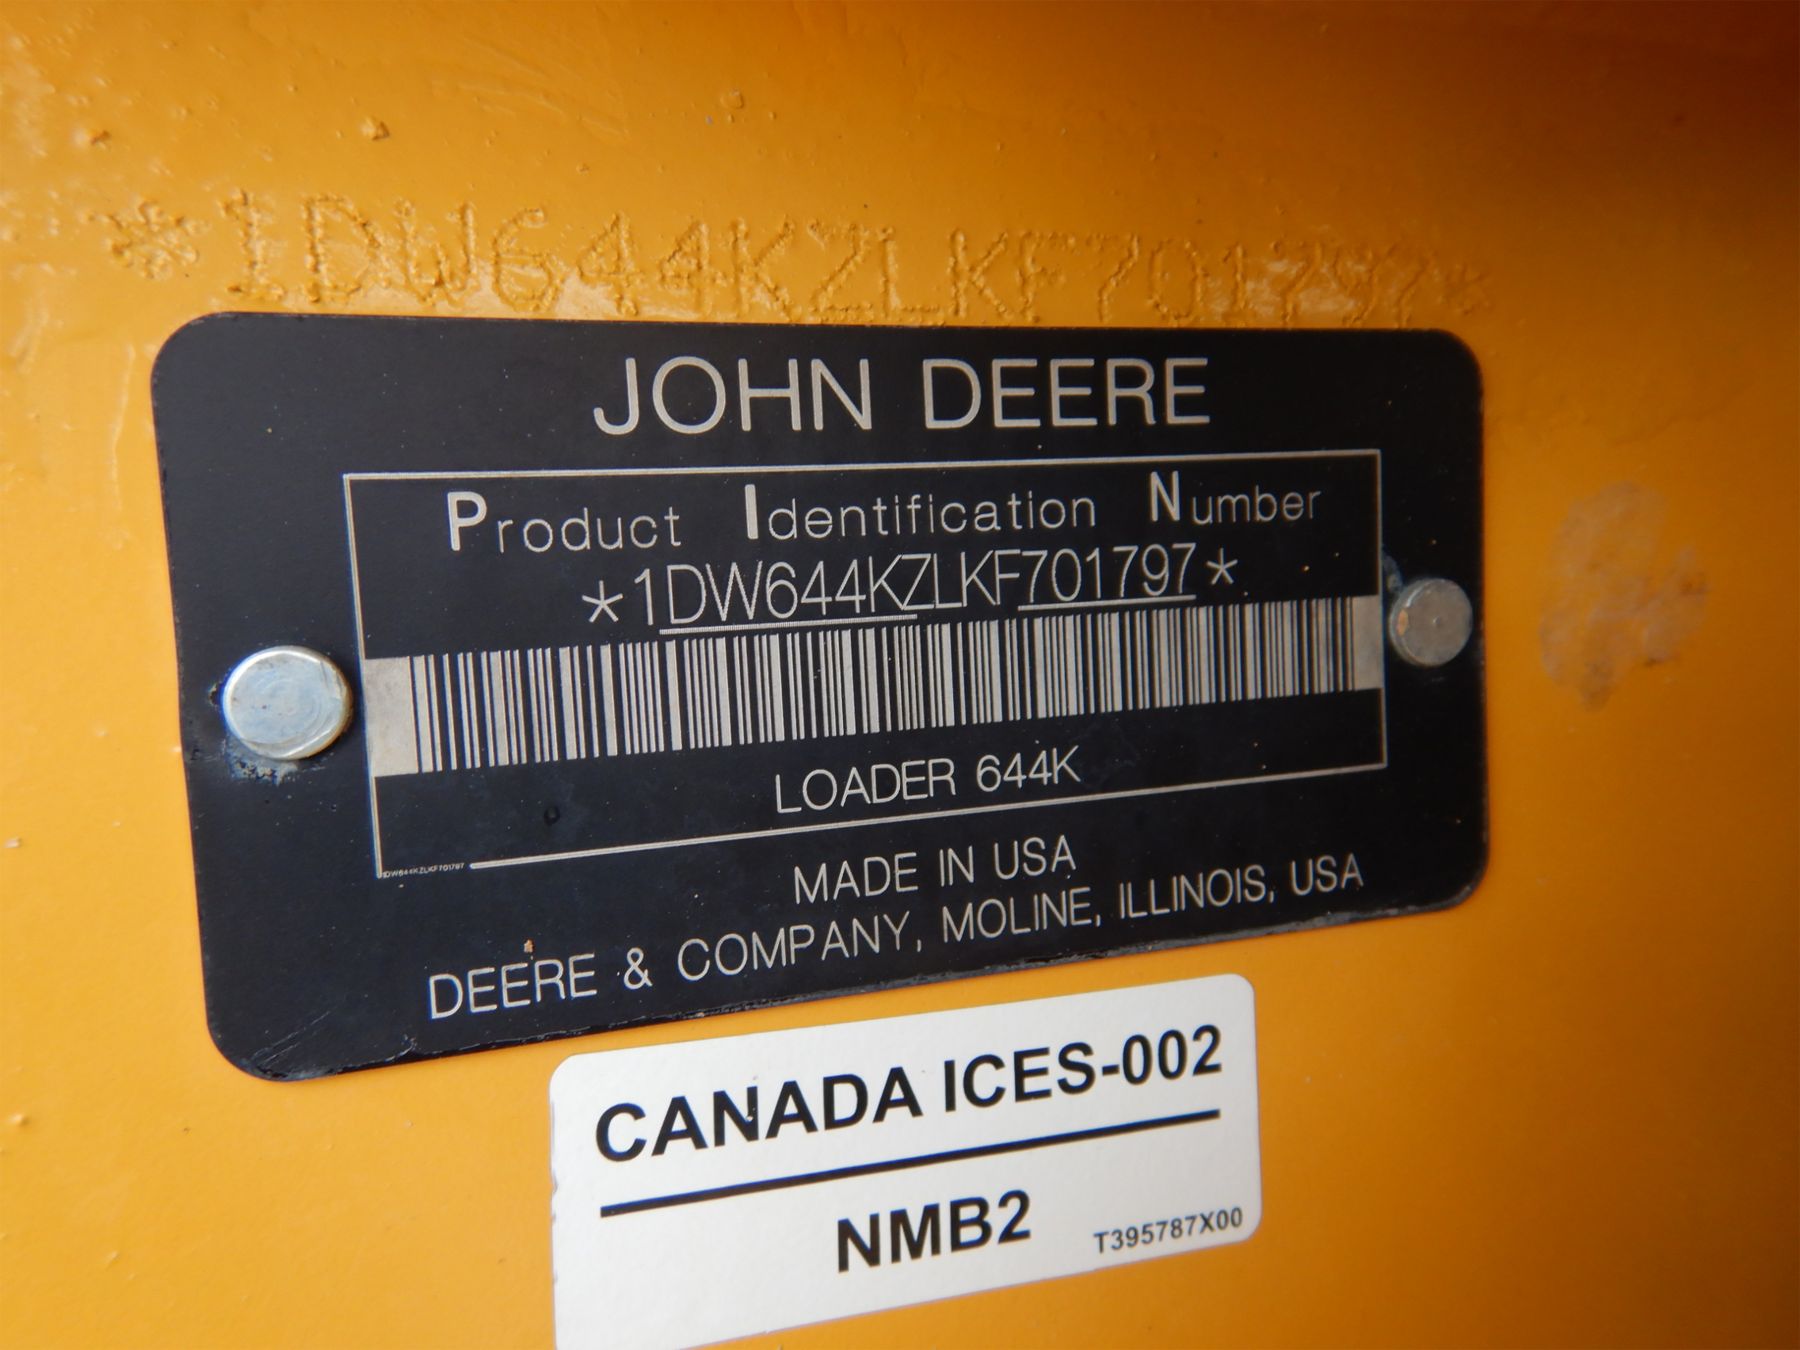 *1DW644KZLKF701797*
JOHN DEERE
Product Identification Number
*1DW644KZLKF701797*
LOADER 644K
1DW644KZLKF701797
MADE IN USA
DEERE & COMPANY, MOLINE, ILLINOIS, USA
CANADA ICES-002
NMB2
T395787X00